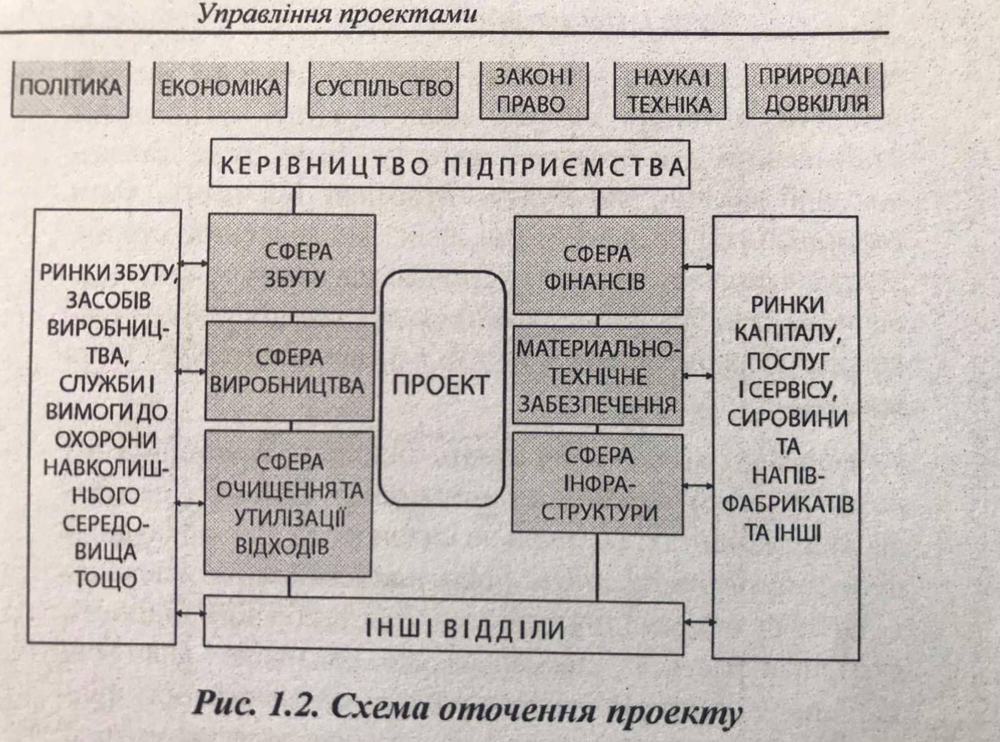 Управління проектами
ПОЛІТИКА
ЕКОНОМІКА
СУСПІЛЬСТВО
ЗАКОН І
ПРАВО
НАУКА І
ТЕХНІКА
ПРИРОДА І
ДОВКІЛЛЯ
КЕРІВНИЦТВО ПІДПРИЄМСТВА
РИНКИ ЗБУТУ,
ЗАСОБІВ
ВИРОБНИЦ-
ТВА,
СЛУЖБИ І
ВИМОГИ ДО
ОХОРОНИ
НАВКОЛИШ-
НЬОГО
СЕРЕДО-
ВИЩА
ТОЩО
СФЕРА
ЗБУТУ
СФЕРА
ВИРОБНИЦТВА
СФЕРА
ОЧИЩЕННЯ ТА
УТИЛІЗАЦІЇ
ВІДХОДІВ
ПРОЕКТ
СФЕРА
ФІНАНСІВ
МАТЕРИАЛЬНО-
ТЕХНІЧНЕ
ЗАБЕЗПЕЧЕННЯ
СФЕРА
ІНФРА-
СТРУКТУРИ
РИНКИ
КАПІТАЛУ,
ПОСЛУГ
І СЕРВІСУ,
СИРОВИНИ
ТА
НАПІВ-
ФАБРИКАТІВ
ТА ІНШІ
ІНШІ ВІДДІЛИ
Рис. 1.2. Схема оточення проекту